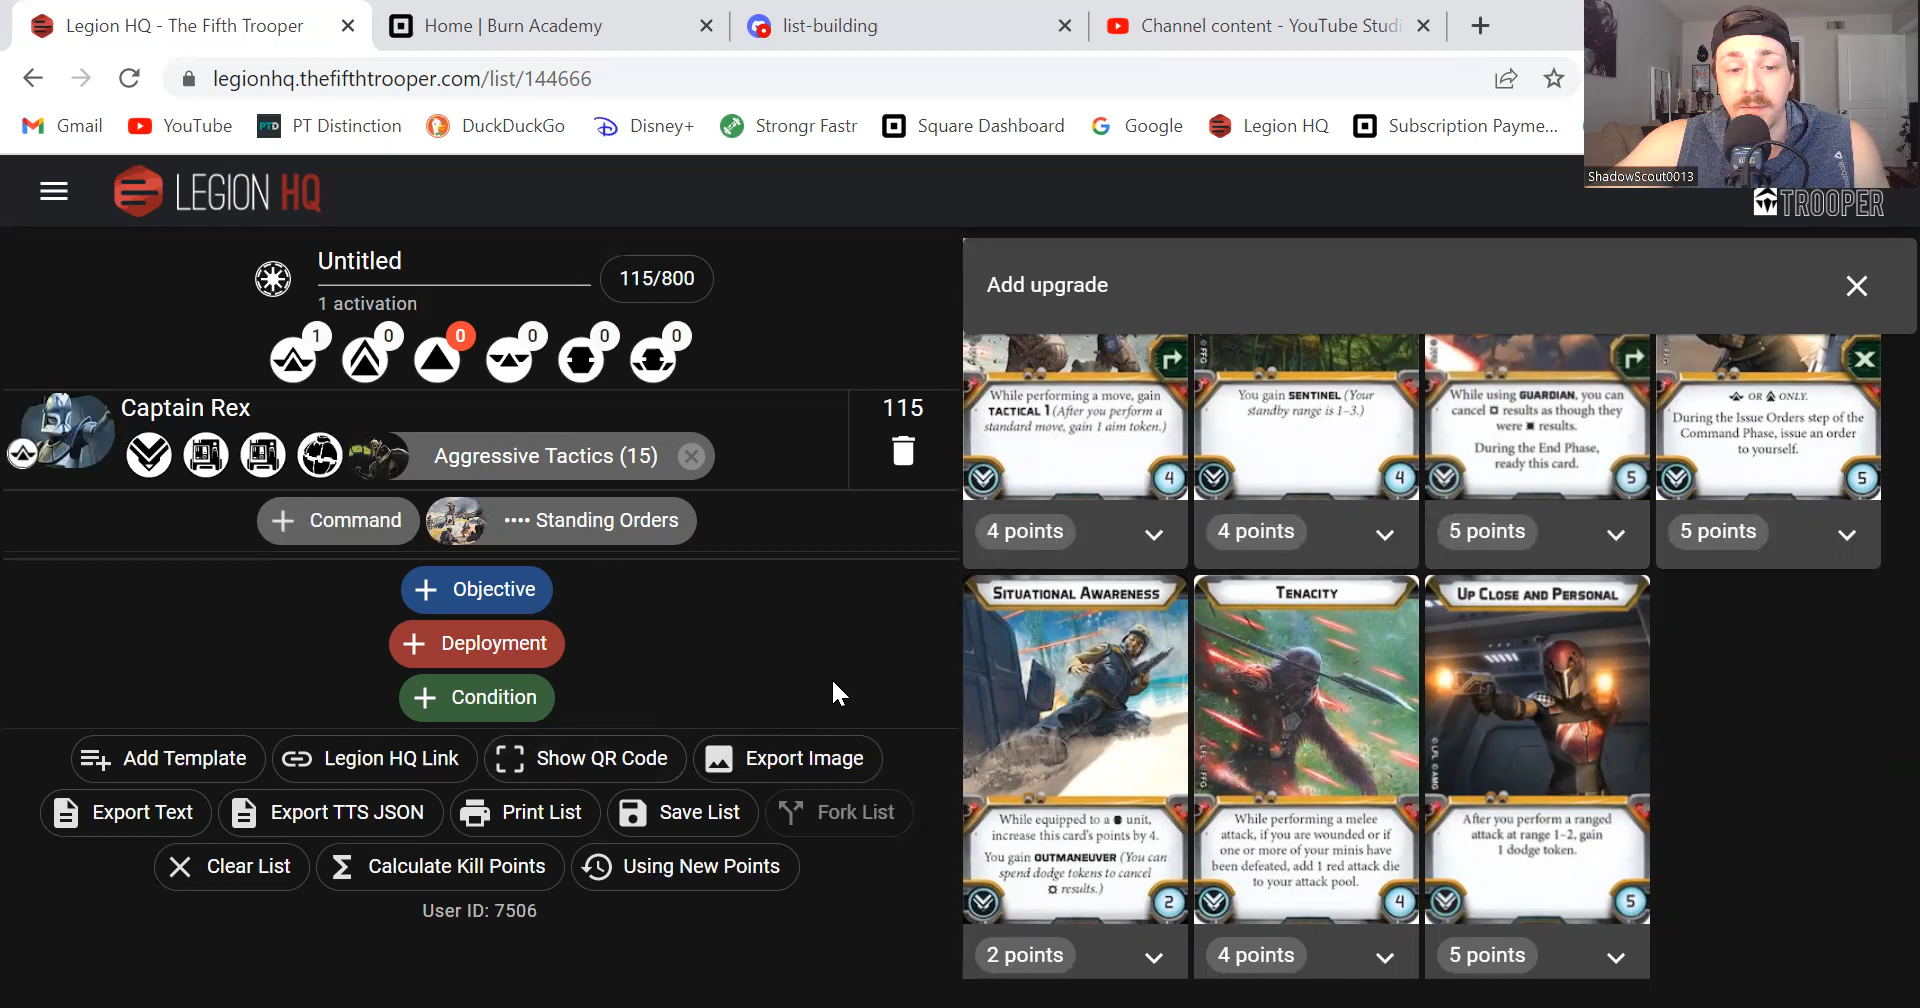 Legion HQ - The Fifth Trooper
Home | Burn Academy
list-building
Channel content - YouTube Studi
legionhq.thefifthtrooper.com/list/144666
Gmail
YouTube
PT Distinction
DuckDuckGo
Disney+
Strongr Fastr
Square Dashboard
Google
Legion HQ
Subscription Payme...
ShadowScout0013
LEGION HQ
TROOPER
Untitled
115/800
1 activation
1
0
0
0
0
0
Captain Rex
115
Aggressive Tactics (15)
Command
•••• Standing Orders
Objective
Deployment
Condition
Add Template
Legion HQ Link
Show QR Code
Export Image
Export Text
Export TTS JSON
Print List
Save List
Fork List
Clear List
Calculate Kill Points
Using New Points
User ID: 7506
Add upgrade
While performing a move, gain
TACTICAL 1 (After you perform a
standard move, gain 1 aim token.)
4
4 points
You gain SENTINEL (Your
standby range is 1–3.)
4
4 points
While using GUARDIAN, you can
cancel results as though they
were results.
During the End Phase,
ready this card.
5
5 points
OR ONLY.
During the Issue Orders step of the
Command Phase, issue an order
to yourself.
5
5 points
SITUATIONAL AWARENESS
While equipped to a unit,
increase this card's points by 4.
You gain OUTMANEUVER (You can
spend dodge tokens to cancel
results.)
2
2 points
TENACITY
While performing a melee
attack, if you are wounded or if
one or more of your minis have
been defeated, add 1 red attack die
to your attack pool.
4
4 points
UP CLOSE AND PERSONAL
After you perform a ranged
attack at range 1–2, gain
1 dodge token.
5
5 points